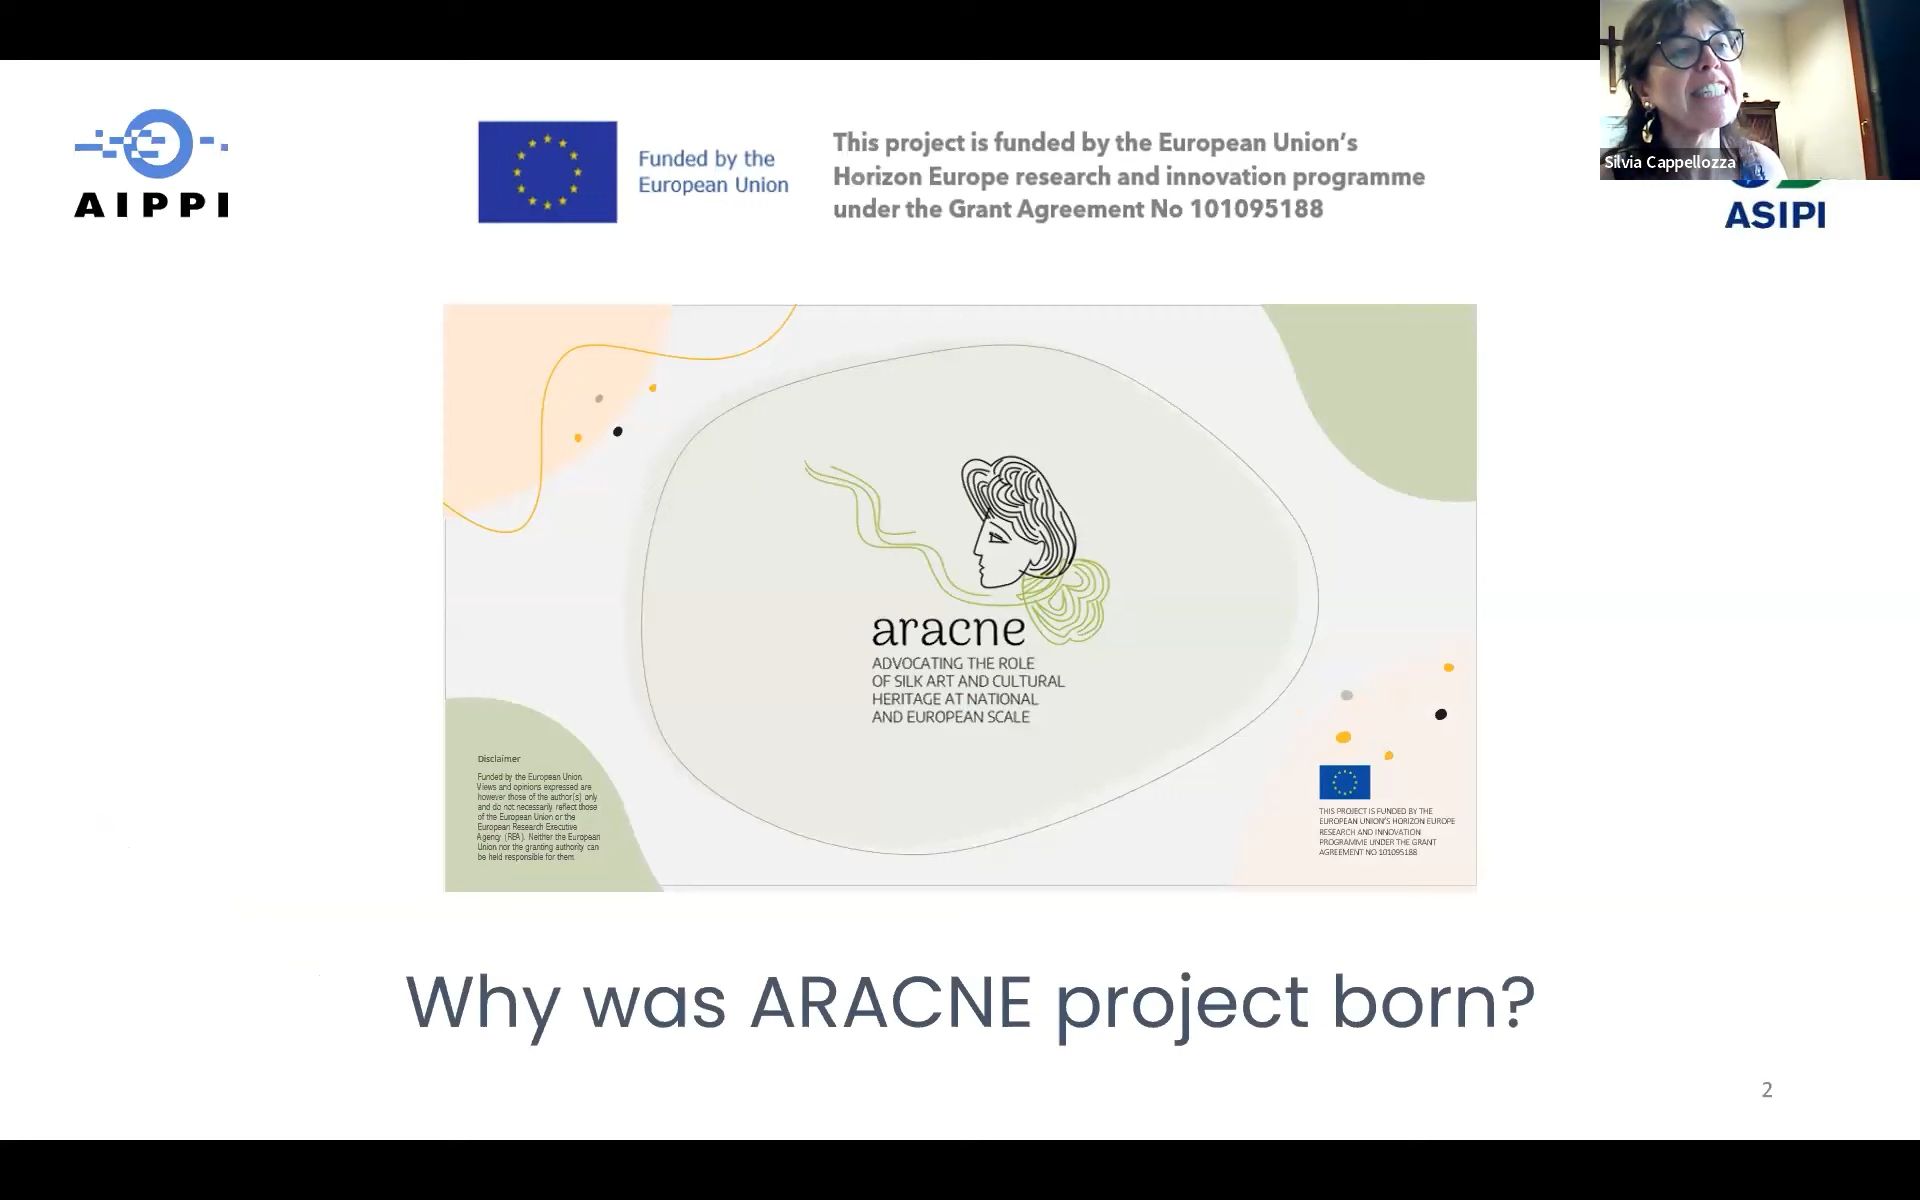 Silvia Cappellozza
AIPPI
Funded by the
European Union
This project is funded by the European Union's
Horizon Europe research and innovation programme
under the Grant Agreement No 101095188
ASIPI
aracne
ADVOCATING THE ROLE
OF SILK ART AND CULTURAL
HERITAGE AT NATIONAL
AND EUROPEAN SCALE
Disclaimer
Funded by the European Union.
Views and opinions expressed are
however those of the author(s) only
and do not necessarily reflect those
of the European Union or the
European Research Executive
Agency (REA). Neither the European
Union nor the granting authority can
be held responsible for them.
THIS PROJECT IS FUNDED BY THE
EUROPEAN UNION'S HORIZON EUROPE
RESEARCH AND INNOVATION
PROGRAMME UNDER THE GRANT
AGREEMENT NO 101095188
Why was ARACNE project born?
2